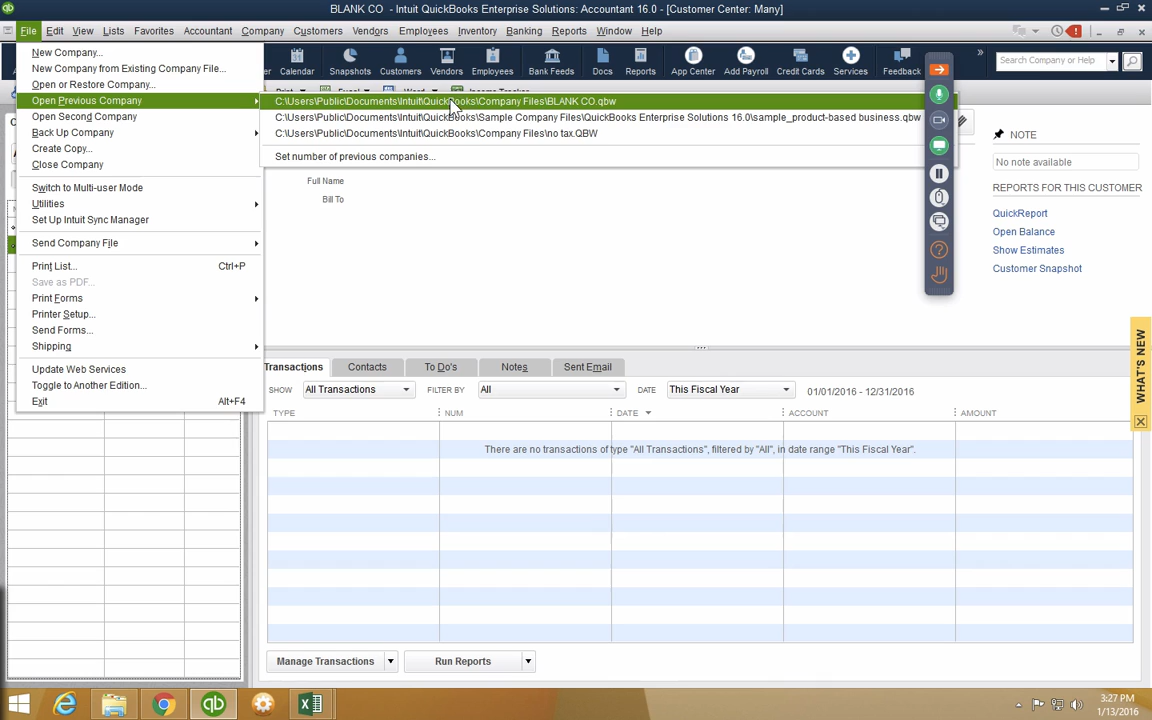 BLANK CO - Intuit QuickBooks Enterprise Solutions: Accountant 16.0 - [Customer Center: Many]
File Edit View Lists Favorites Accountant Company Customers Vendors Employees Inventory Banking Reports Window Help
Calendar Snapshots Customers Vendors Employees Bank Feeds Docs Reports App Center Add Payroll Credit Cards Services Feedback
Search Company or Help
New Company...
New Company from Existing Company File...
Open or Restore Company...
Open Previous Company
Open Second Company
Back Up Company
Create Copy...
Close Company
Switch to Multi-user Mode
Utilities
Set Up Intuit Sync Manager
Send Company File
Print List... Ctrl+P
Save as PDF...
Print Forms
Printer Setup...
Send Forms...
Shipping
Update Web Services
Toggle to Another Edition...
Exit Alt+F4
C:\Users\Public\Documents\Intuit\QuickBooks\Company Files\BLANK CO.qbw
C:\Users\Public\Documents\Intuit\QuickBooks\Sample Company Files\QuickBooks Enterprise Solutions 16.0\sample_product-based business.qbw
C:\Users\Public\Documents\Intuit\QuickBooks\Company Files\no tax.QBW
Set number of previous companies...
Full Name
Bill To
NOTE
No note available
REPORTS FOR THIS CUSTOMER
QuickReport
Open Balance
Show Estimates
Customer Snapshot
WHAT'S NEW
Transactions Contacts To Do's Notes Sent Email
SHOW All Transactions FILTER BY All DATE This Fiscal Year 01/01/2016 - 12/31/2016
TYPE NUM DATE ACCOUNT AMOUNT
There are no transactions of type "All Transactions", filtered by "All", in date range "This Fiscal Year".
Manage Transactions Run Reports
3:27 PM
1/13/2016